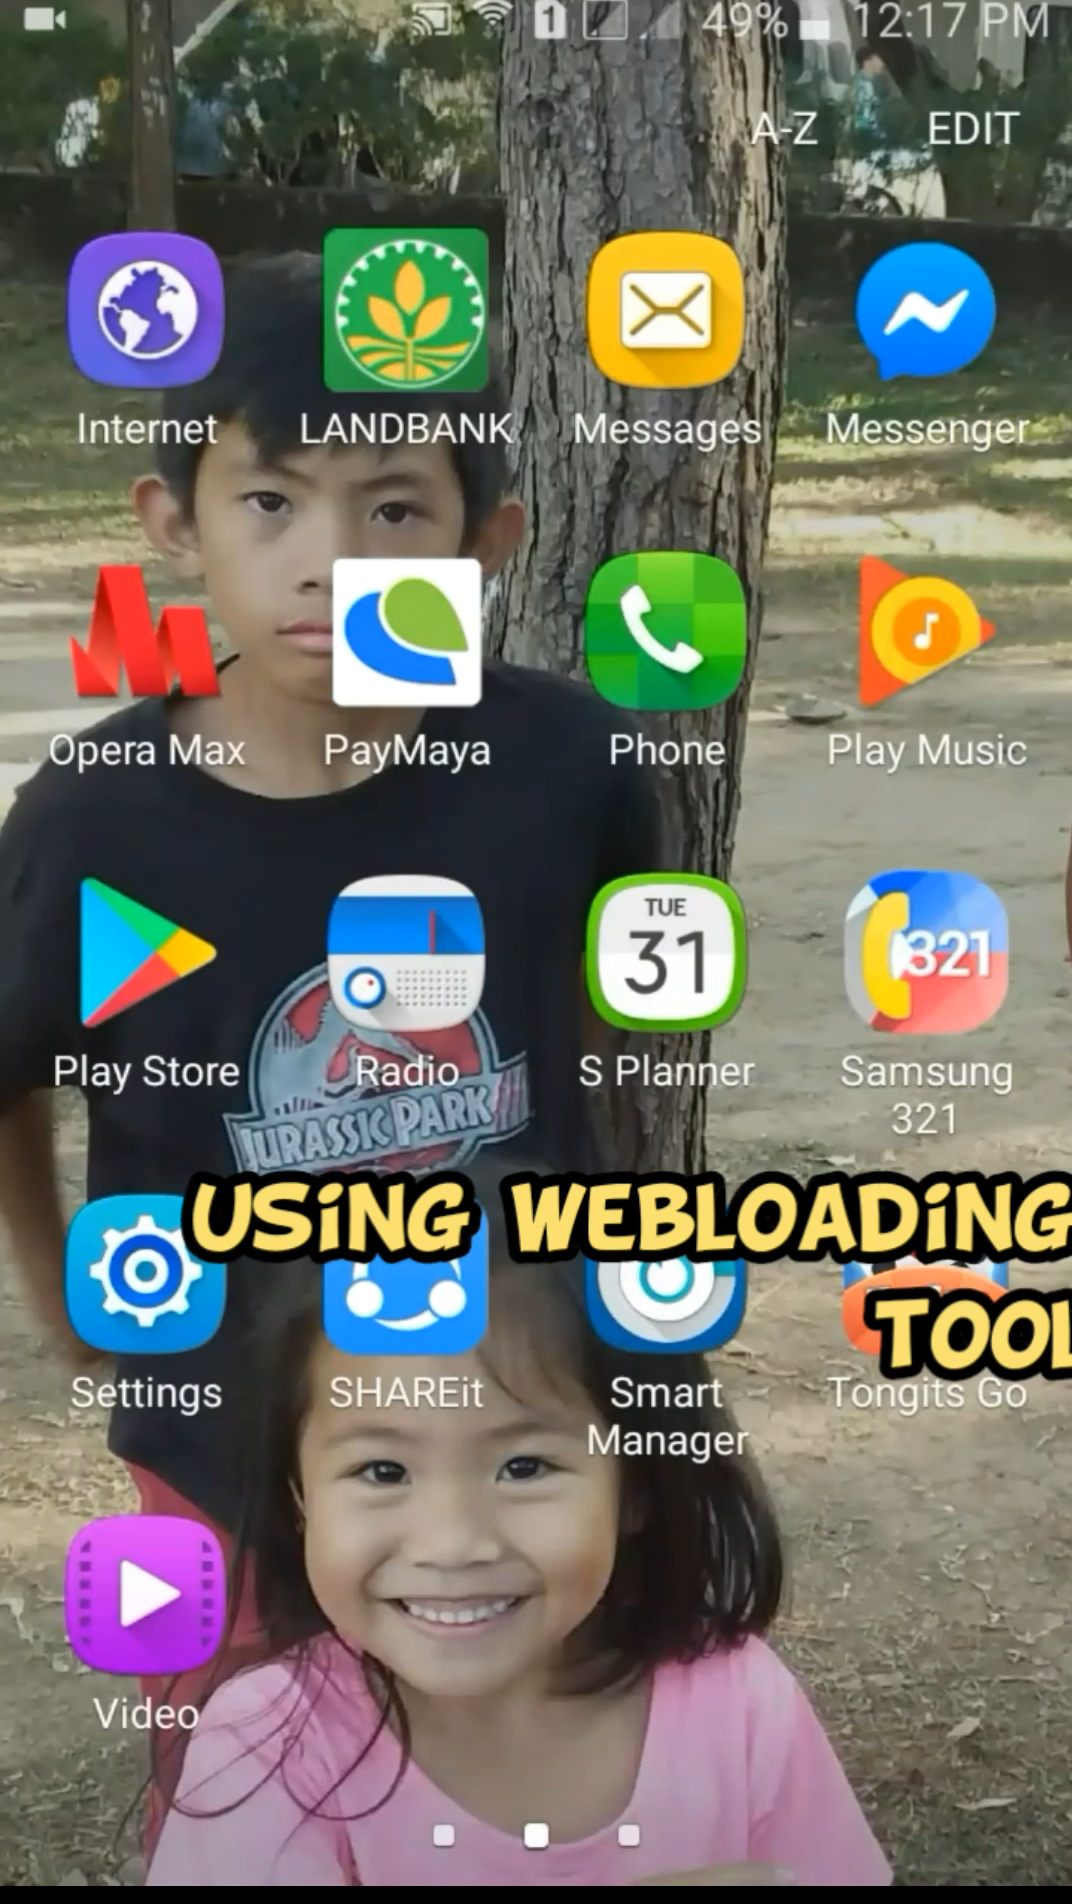 49% 12:17 PM
A-Z EDIT
Internet LANDBANK Messages Messenger
Opera Max PayMaya Phone Play Music
TUE
31
321
Play Store Radio S Planner Samsung
321
JURASSIC PARK
USING WEBLOADING
TOOL
Settings SHAREit Smart Tongits Go
Manager
Video